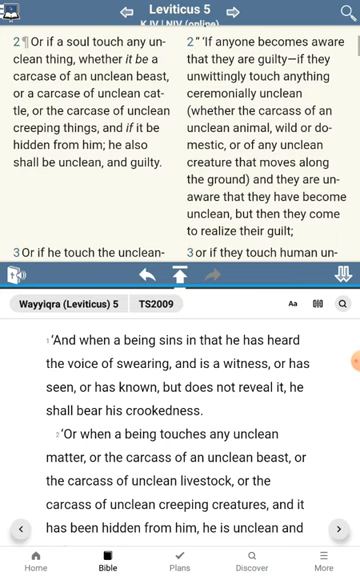 Leviticus 5
KJV | NIV (online)
2 ¶ Or if a soul touch any un-
clean thing, whether it be a
carcase of an unclean beast,
or a carcase of unclean cat-
tle, or the carcase of unclean
creeping things, and if it be
hidden from him; he also
shall be unclean, and guilty.
3 Or if he touch the unclean-
2 “ ‘If anyone becomes aware
that they are guilty—if they
unwittingly touch anything
ceremonially unclean
(whether the carcass of an
unclean animal, wild or do-
mestic, or of any unclean
creature that moves along
the ground) and they are un-
aware that they have become
unclean, but then they come
to realize their guilt;
3 or if they touch human un-
Wayyiqra (Leviticus) 5 TS2009 Aa
1 ‘And when a being sins in that he has heard
the voice of swearing, and is a witness, or has
seen, or has known, but does not reveal it, he
shall bear his crookedness.
2 ‘Or when a being touches any unclean
matter, or the carcass of an unclean beast, or
the carcass of unclean livestock, or the
carcass of unclean creeping creatures, and it
has been hidden from him, he is unclean and
Home Bible Plans Discover More